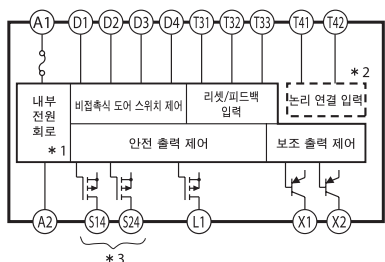 A1 D1 D2 D3 D4 T31 T32 T33 T41 T42
*2
내부
전원
회로
*1
비접촉식 도어 스위치 제어
리셋/피드백
입력
논리 연결 입력
안전 출력 제어
보조 출력 제어
A2 S14 S24 L1 X1 X2
*3